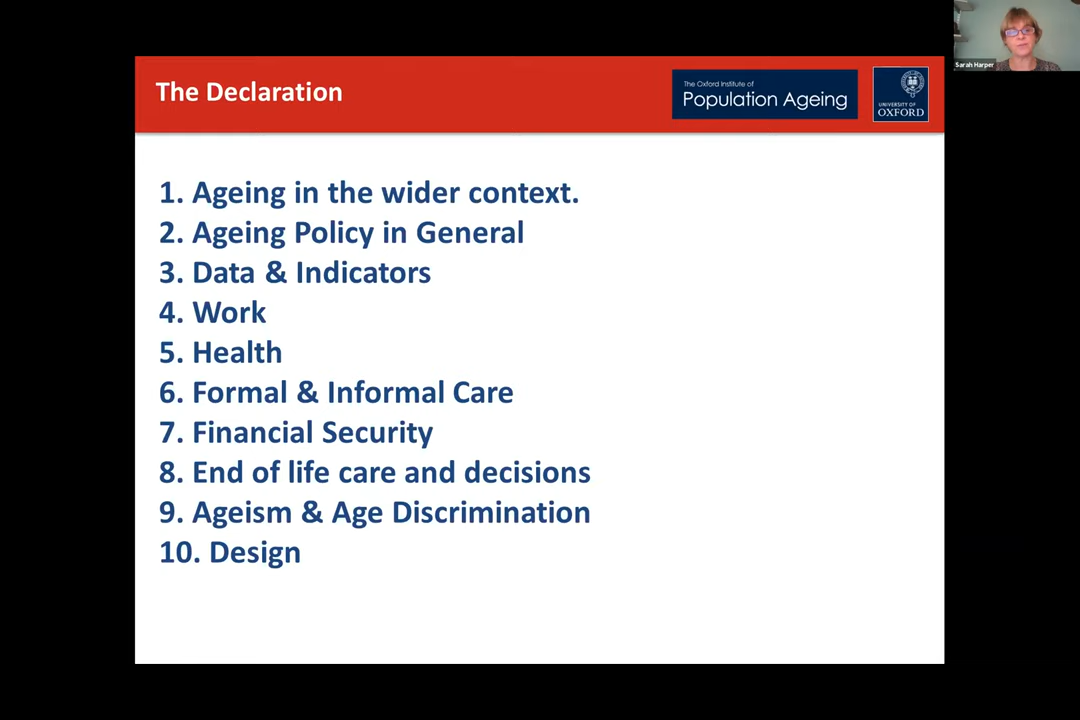 Sarah Harper
The Declaration
The Oxford Institute of
Population Ageing
UNIVERSITY OF
OXFORD
1. Ageing in the wider context.
2. Ageing Policy in General
3. Data & Indicators
4. Work
5. Health
6. Formal & Informal Care
7. Financial Security
8. End of life care and decisions
9. Ageism & Age Discrimination
10. Design